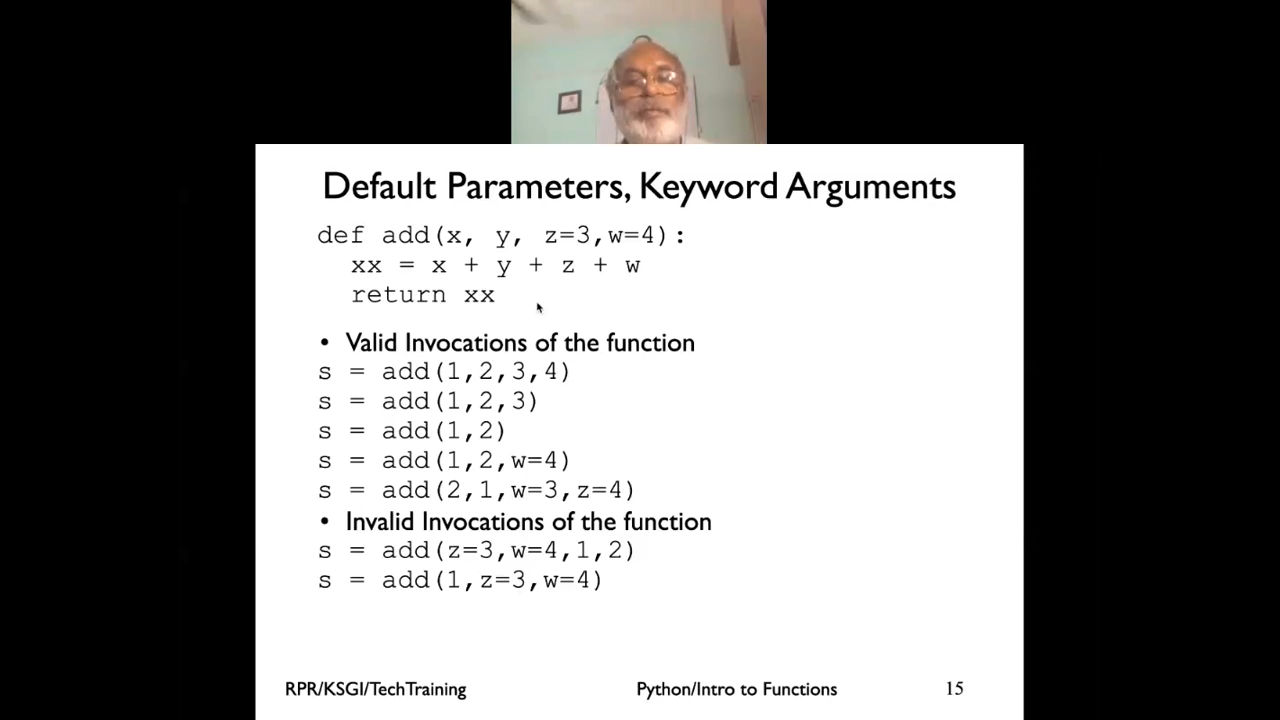 Default Parameters, Keyword Arguments
def add(x, y, z=3,w=4):
xx = x + y + z + w
return xx
• Valid Invocations of the function
s = add(1,2,3,4)
s = add(1,2,3)
s = add(1,2)
s = add(1,2,w=4)
s = add(2,1,w=3,z=4)
• Invalid Invocations of the function
s = add(z=3,w=4,1,2)
s = add(1,z=3,w=4)
RPR/KSGI/TechTraining Python/Intro to Functions 15